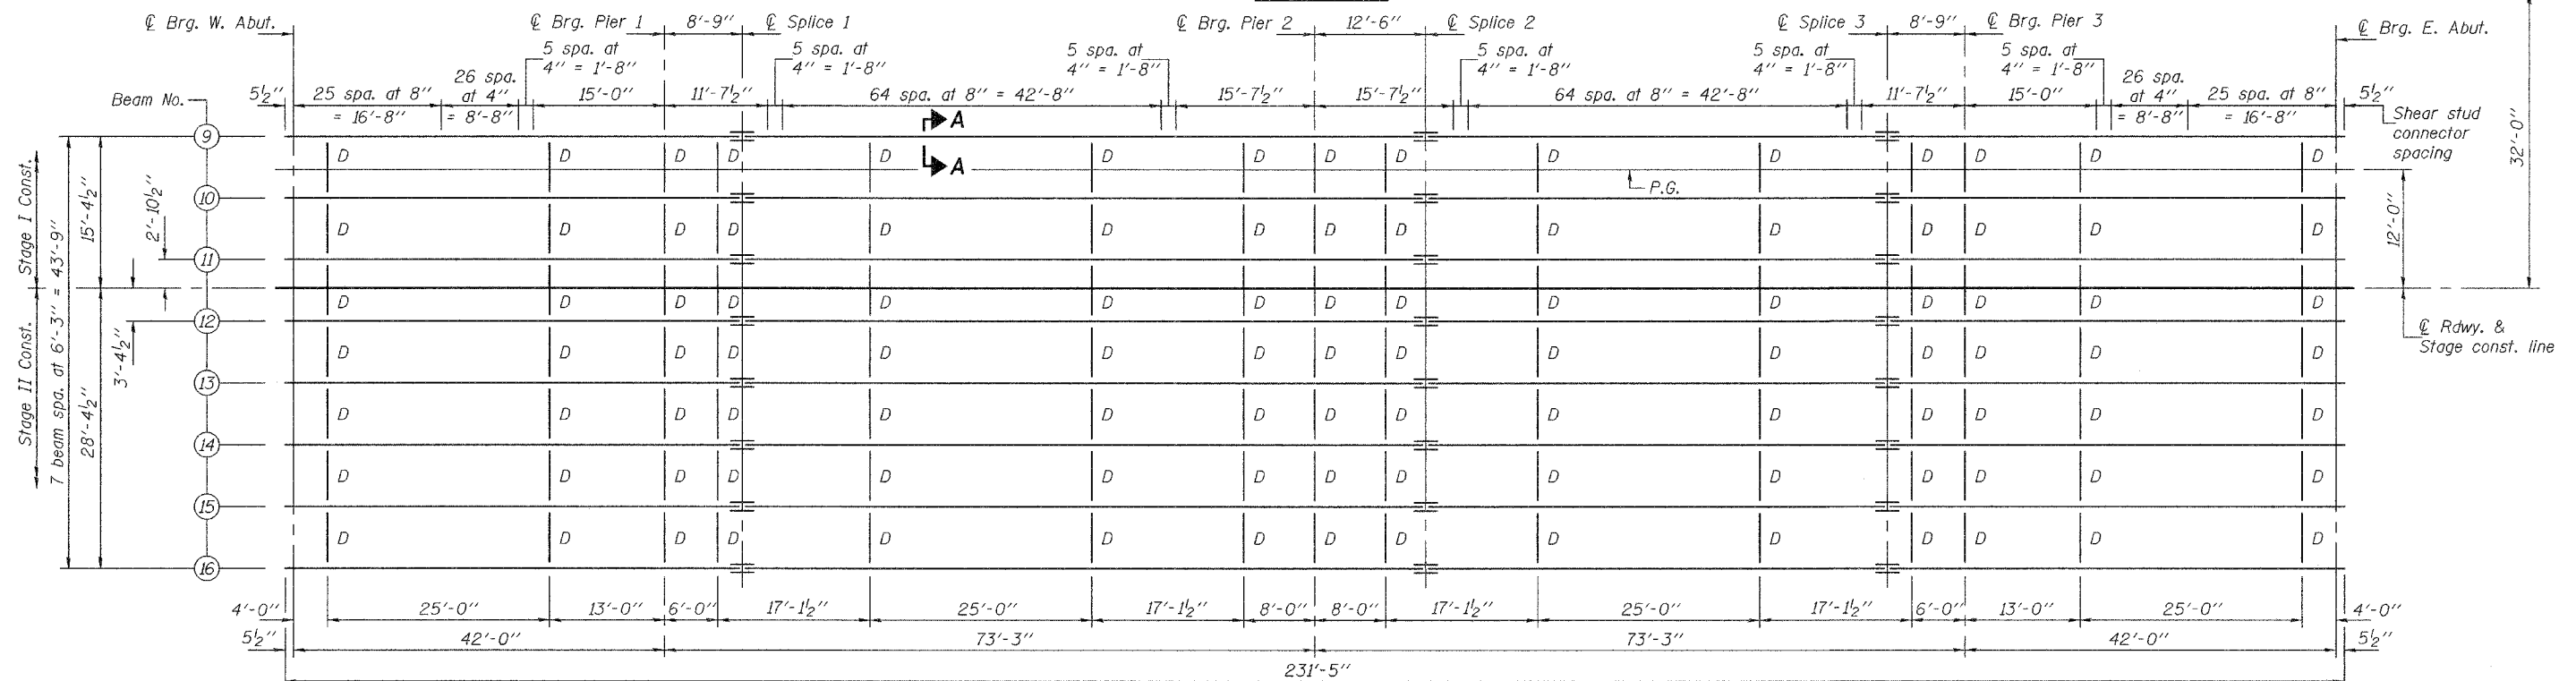 ℄ Brg. W. Abut.
℄ Brg. Pier 1
8'-9"
℄ Splice 1
℄ Brg. Pier 2
12'-6"
℄ Splice 2
℄ Splice 3
8'-9"
℄ Brg. Pier 3
℄ Brg. E. Abut.
5 spa. at
4" = 1'-8"
5 spa. at
4" = 1'-8"
5 spa. at
4" = 1'-8"
5 spa. at
4" = 1'-8"
5 spa. at
4" = 1'-8"
5 spa. at
4" = 1'-8"
Beam No.
5½"
25 spa. at 8"
= 16'-8"
26 spa.
at 4"
= 8'-8"
15'-0"
11'-7½"
64 spa. at 8" = 42'-8"
15'-7½"
15'-7½"
64 spa. at 8" = 42'-8"
11'-7½"
15'-0"
26 spa.
at 4"
= 8'-8"
25 spa. at 8"
= 16'-8"
5½"
Shear stud
connector
spacing
32'-0"
A
A
P.G.
12'-0"
℄ Rdwy. &
Stage const. line
Stage I Const.
Stage II Const.
7 beam spa. at 6'-3" = 43'-9"
15'-4½"
28'-4½"
2'-10½"
3'-4½"
9
D D D D D D D D D D D D D D D
10
D D D D D D D D D D D D D D D
11
D D D D D D D D D D D D D D D
12
D D D D D D D D D D D D D D D
13
D D D D D D D D D D D D D D D
14
D D D D D D D D D D D D D D D
15
D D D D D D D D D D D D D D D
16
4'-0" 25'-0" 13'-0" 6'-0" 17'-1½" 25'-0" 17'-1½" 8'-0" 8'-0" 17'-1½" 25'-0" 17'-1½" 6'-0" 13'-0" 25'-0" 4'-0"
5½" 42'-0" 73'-3" 73'-3" 42'-0" 5½"
231'-5"